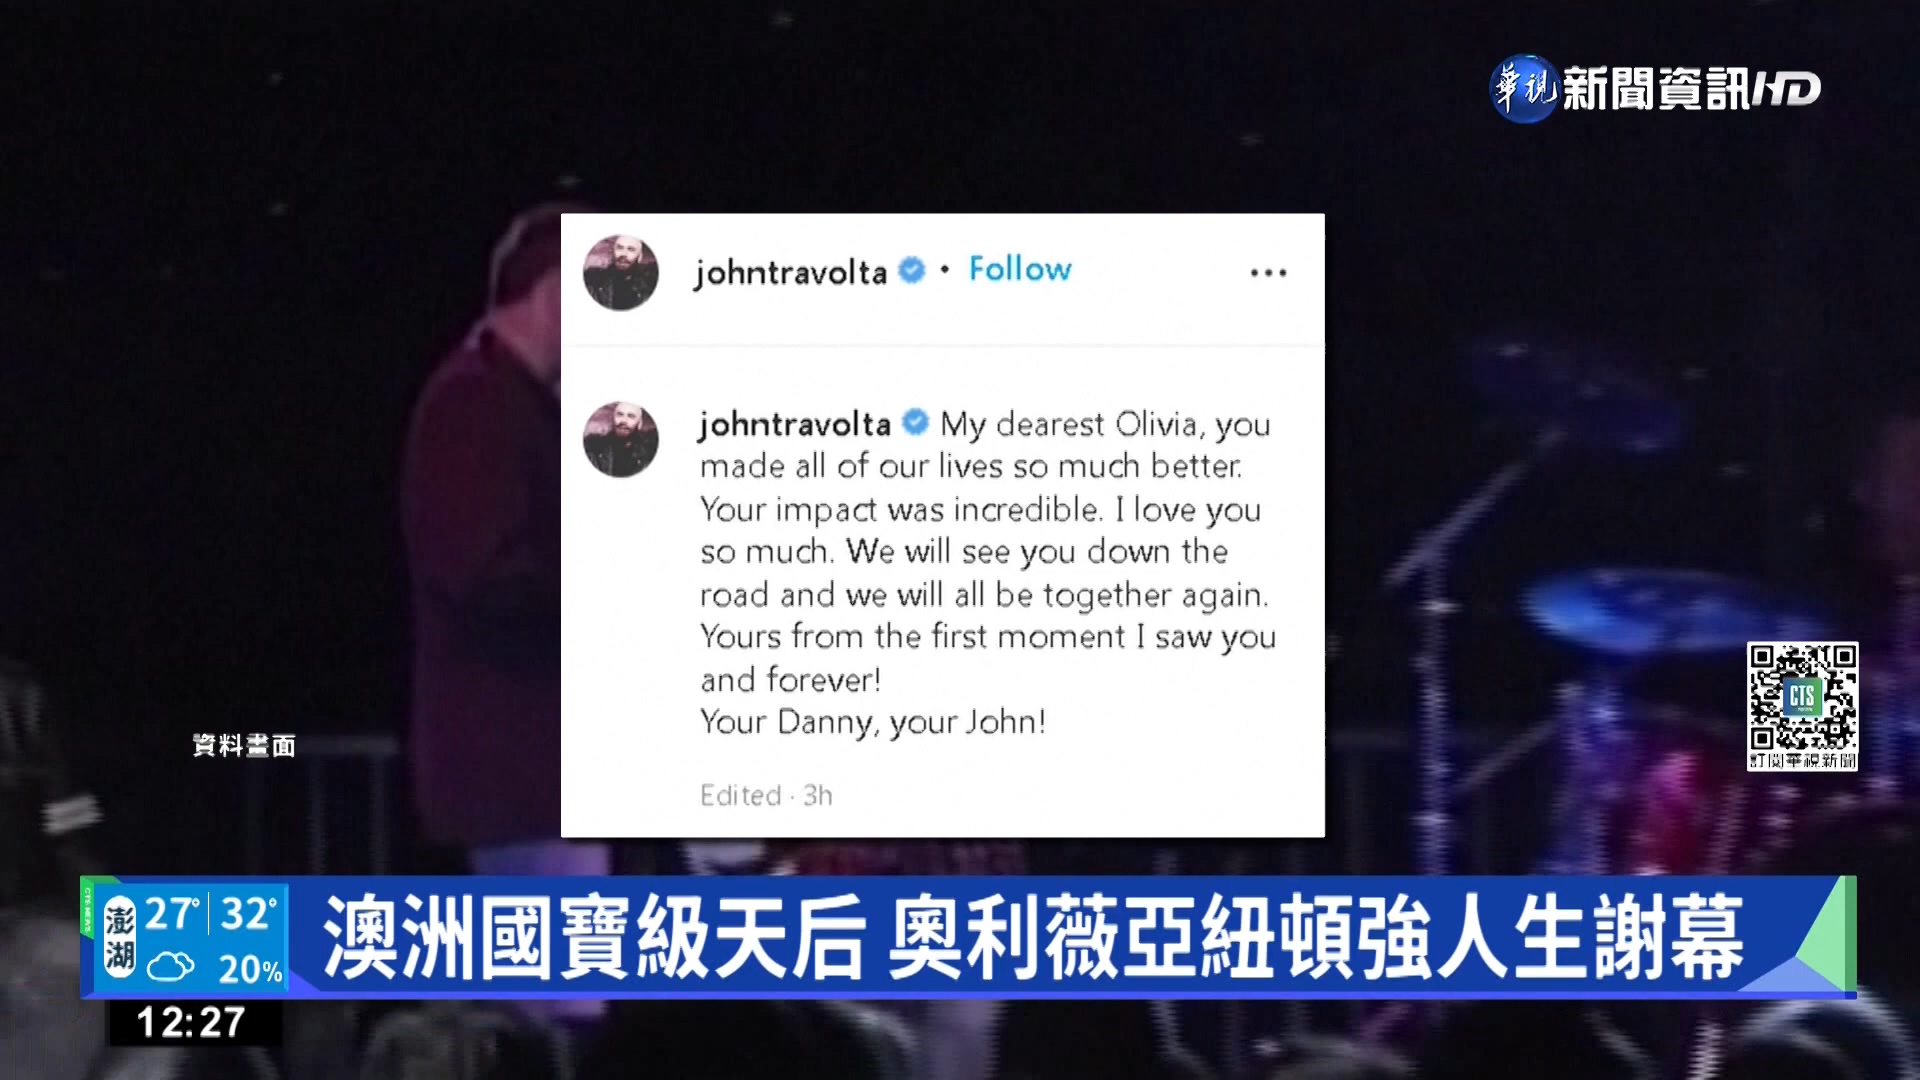 華視 新聞資訊HD
johntravolta • Follow
johntravolta My dearest Olivia, you
made all of our lives so much better.
Your impact was incredible. I love you
so much. We will see you down the
road and we will all be together again.
Yours from the first moment I saw you
and forever!
Your Danny, your John!
Edited · 3h
資料畫面
CTS
訂閱華視新聞
CTS NEWS
澎湖
27° 32°
20%
澳洲國寶級天后 奧利薇亞紐頓強人生謝幕
12:27